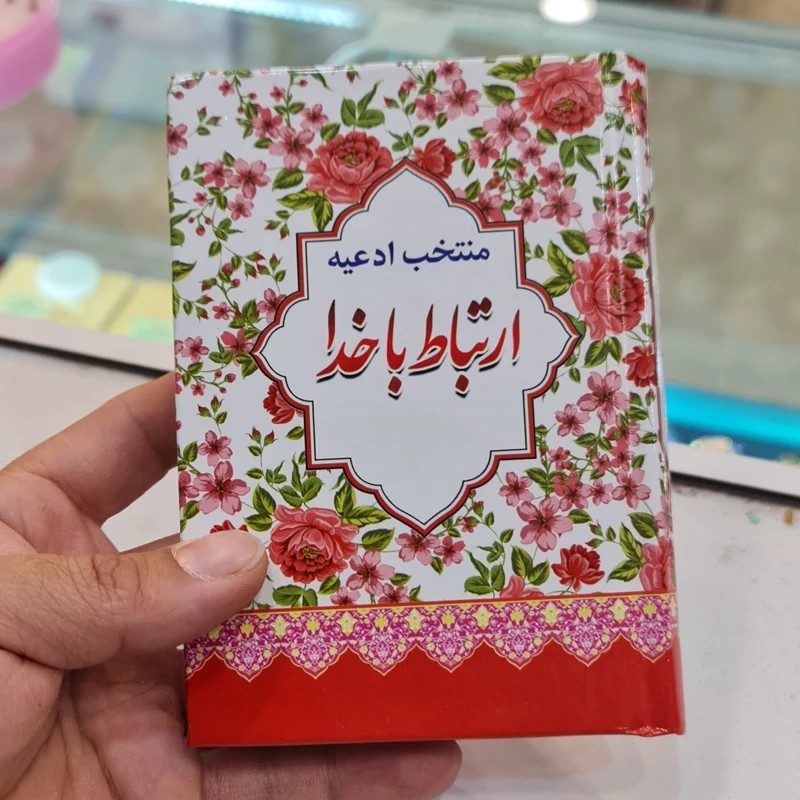 منتخب ادعیه
ارتباط با خدا